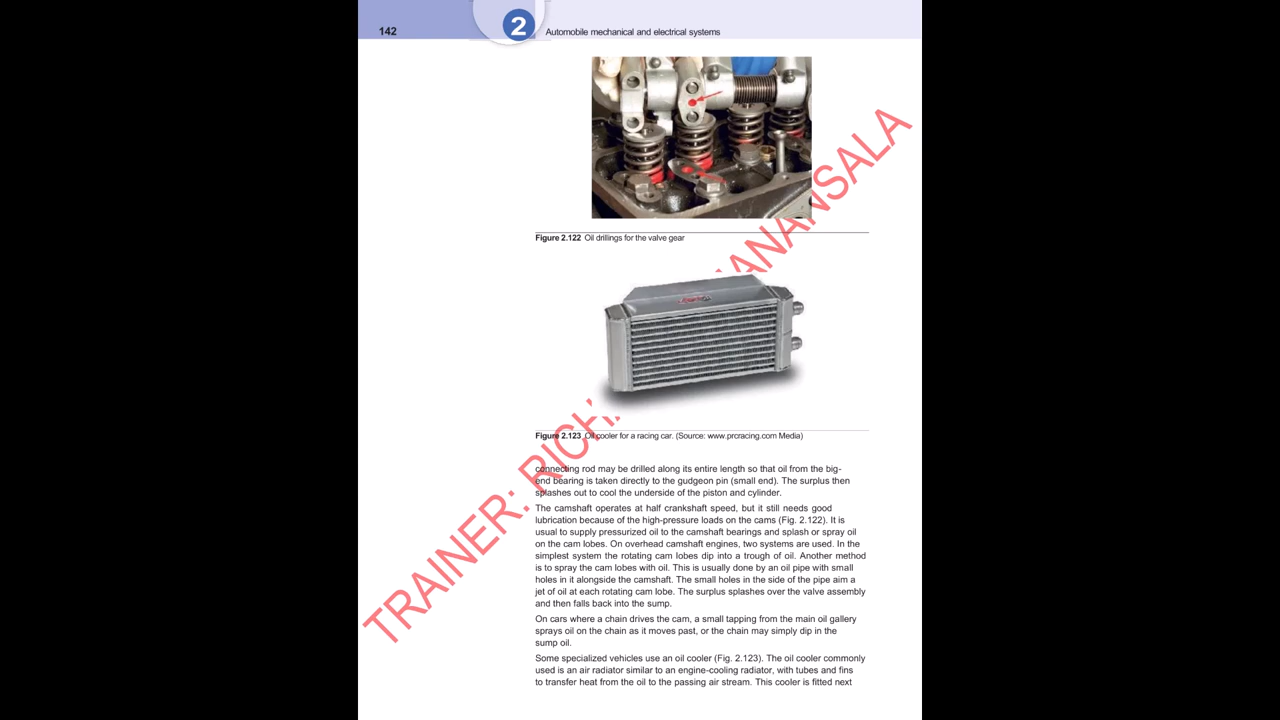 142
2
Automobile mechanical and electrical systems
Figure 2.122 Oil drillings for the valve gear
Figure 2.123 Oil cooler for a racing car. (Source: www.prcracing.com Media)
connecting rod may be drilled along its entire length so that oil from the big-
end bearing is taken directly to the gudgeon pin (small end). The surplus then
splashes out to cool the underside of the piston and cylinder.
The camshaft operates at half crankshaft speed, but it still needs good
lubrication because of the high-pressure loads on the cams (Fig. 2.122). It is
usual to supply pressurized oil to the camshaft bearings and splash or spray oil
on the cam lobes. On overhead camshaft engines, two systems are used. In the
simplest system the rotating cam lobes dip into a trough of oil. Another method
is to spray the cam lobes with oil. This is usually done by an oil pipe with small
holes in it alongside the camshaft. The small holes in the side of the pipe aim a
jet of oil at each rotating cam lobe. The surplus splashes over the valve assembly
and then falls back into the sump.
On cars where a chain drives the cam, a small tapping from the main oil gallery
sprays oil on the chain as it moves past, or the chain may simply dip in the
sump oil.
Some specialized vehicles use an oil cooler (Fig. 2.123). The oil cooler commonly
used is an air radiator similar to an engine-cooling radiator, with tubes and fins
to transfer heat from the oil to the passing air stream. This cooler is fitted next
TRAINER: